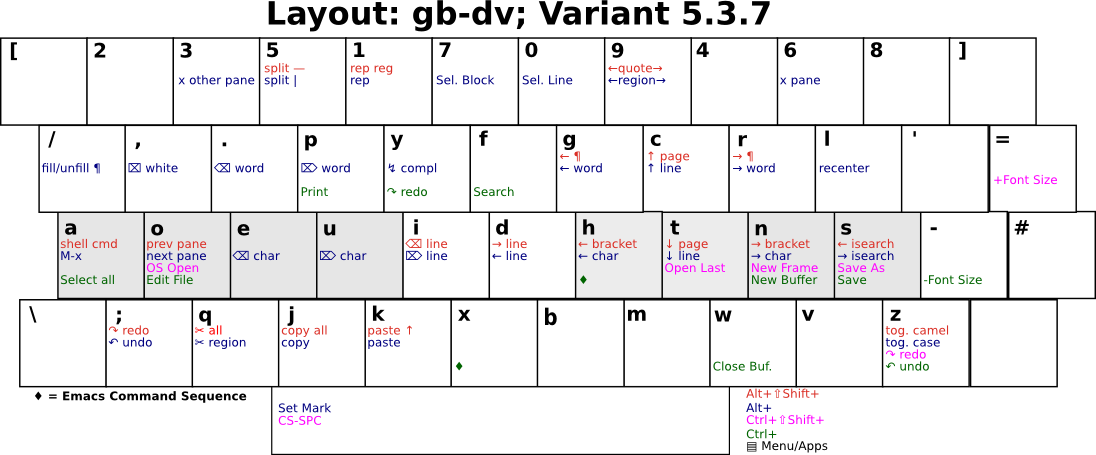 Layout: gb-dv; Variant 5.3.7
[ 2 3 5 1 7 0 9 4 6 8 ]
split — rep reg ←quote→
x other pane split | rep Sel. Block Sel. Line ←region→ x pane
/ , . p y f g c r l ' =
← ¶ ↑ page → ¶
fill/unfill ¶ ⌧ white ⌫ word ⌦ word ↯ compl ← word ↑ line → word recenter
+Font Size
Print ↷ redo Search
a o e u i d h t n s - #
shell cmd prev pane ⌫ line → line ← bracket ↓ page → bracket ← isearch
M-x next pane ⌫ char ⌦ char ⌦ line ← line ← char ↓ line → char → isearch
OS Open Open Last New Frame Save As
Select all Edit File ♦ New Buffer Save -Font Size
\ ; q j k x b m w v z
↷ redo ✂ all copy all paste ↑ tog. camel
↶ undo ✂ region copy paste tog. case
↷ redo
♦ Close Buf. ↶ undo
♦ = Emacs Command Sequence Alt+⇧Shift+
Set Mark Alt+
CS-SPC Ctrl+⇧Shift+
Ctrl+
▤ Menu/Apps